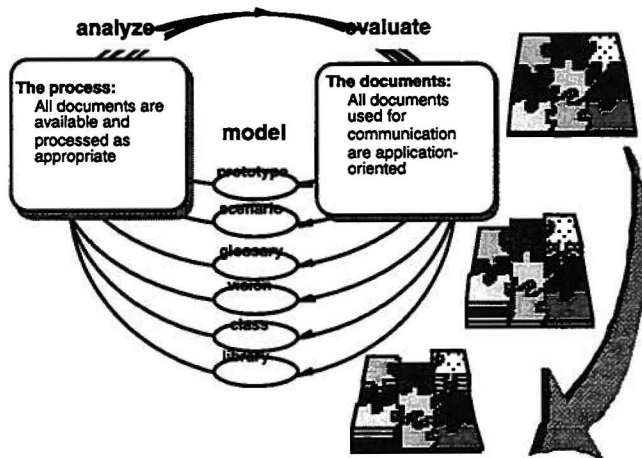 analyze
evaluate
The process:
All documents are
available and
processed as
appropriate
The documents:
All documents
used for
communication
are application-
oriented
model
prototype
scenario
glossary
vision
class
library